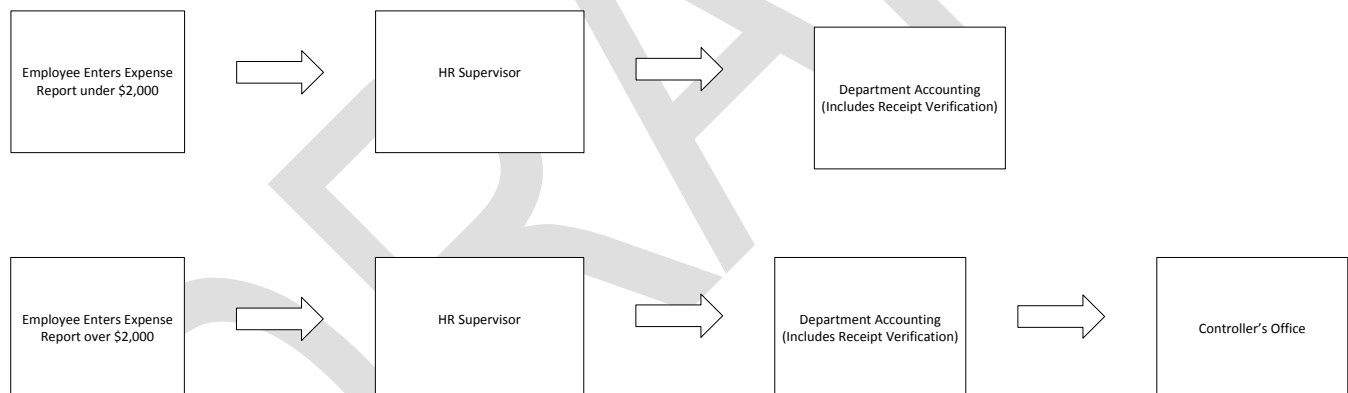 Employee Enters Expense
Report under $2,000
HR Supervisor
Department Accounting
(Includes Receipt Verification)
Employee Enters Expense
Report over $2,000
HR Supervisor
Department Accounting
(Includes Receipt Verification)
Controller’s Office